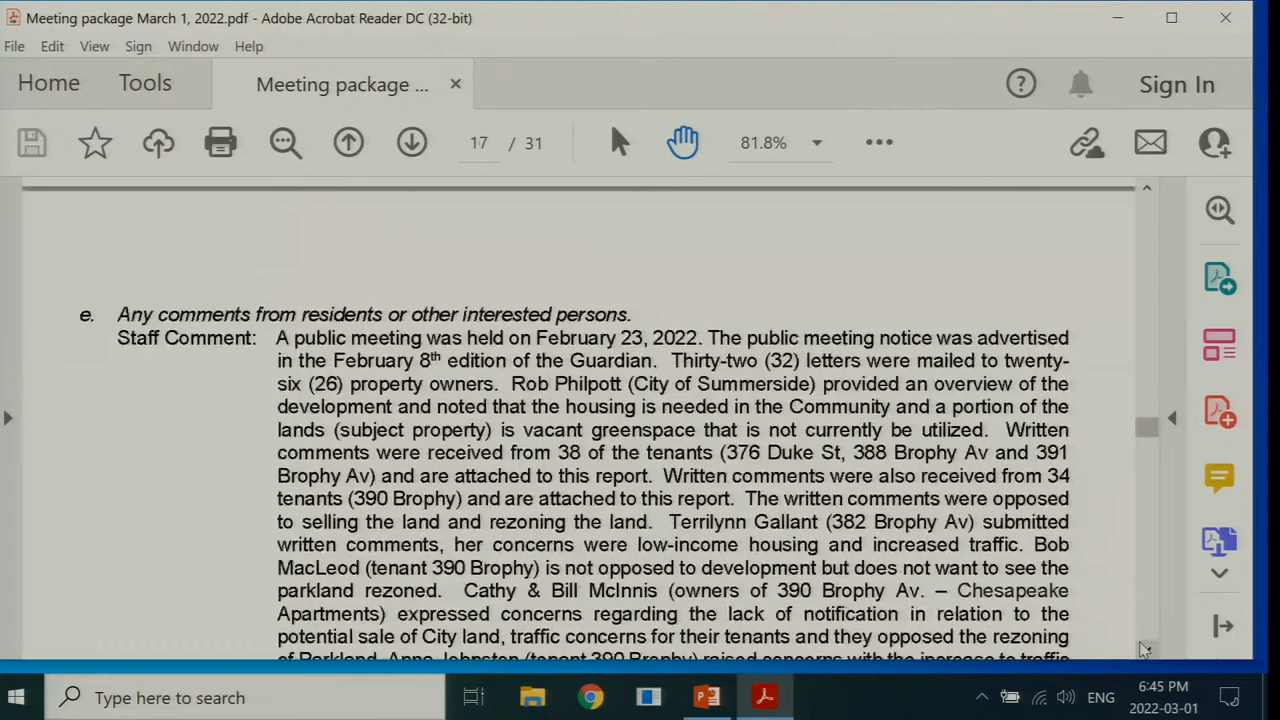 Meeting package March 1, 2022.pdf - Adobe Acrobat Reader DC (32-bit)
File Edit View Sign Window Help
Home Tools Meeting package ... Sign In
17 / 31 81.8%
e. Any comments from residents or other interested persons.
Staff Comment: A public meeting was held on February 23, 2022. The public meeting notice was advertised
in the February 8th edition of the Guardian. Thirty-two (32) letters were mailed to twenty-
six (26) property owners. Rob Philpott (City of Summerside) provided an overview of the
development and noted that the housing is needed in the Community and a portion of the
lands (subject property) is vacant greenspace that is not currently be utilized. Written
comments were received from 38 of the tenants (376 Duke St, 388 Brophy Av and 391
Brophy Av) and are attached to this report. Written comments were also received from 34
tenants (390 Brophy) and are attached to this report. The written comments were opposed
to selling the land and rezoning the land. Terrilynn Gallant (382 Brophy Av) submitted
written comments, her concerns were low-income housing and increased traffic. Bob
MacLeod (tenant 390 Brophy) is not opposed to development but does not want to see the
parkland rezoned. Cathy & Bill McInnis (owners of 390 Brophy Av. – Chesapeake
Apartments) expressed concerns regarding the lack of notification in relation to the
potential sale of City land, traffic concerns for their tenants and they opposed the rezoning
of Parkland. Anne Johnston (tenant 390 Brophy) raised concerns with the increase to traffic
Type here to search
ENG
6:45 PM
2022-03-01